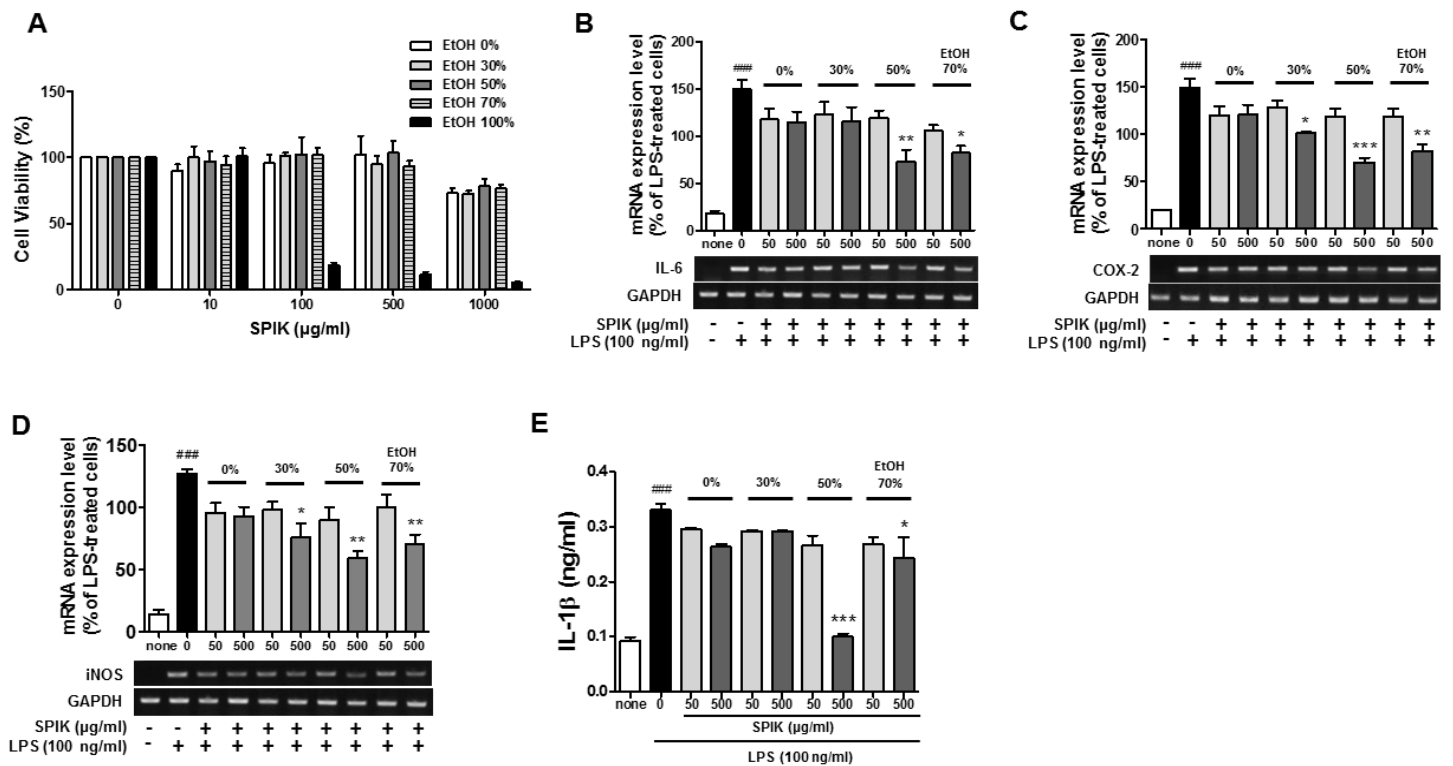 A
EtOH 0%
EtOH 30%
EtOH 50%
EtOH 70%
EtOH 100%
Cell Viability (%)
150
100
50
0
0 10 100 500 1000
SPIK (µg/ml)
B
mRNA expression level
(% of LPS-treated cells)
200
150
100
50
0
###
0% 30% 50% EtOH
70%
** *
none 0 50 500 50 500 50 500 50 500
IL-6
GAPDH
SPIK (µg/ml) - - + + + + + + + +
LPS (100 ng/ml) - + + + + + + + + +
C
mRNA expression level
(% of LPS-treated cells)
200
150
100
50
0
###
0% 30% 50% EtOH
70%
* *** **
none 0 50 500 50 500 50 500 50 500
COX-2
GAPDH
SPIK (µg/ml) - - + + + + + + + +
LPS (100 ng/ml) - + + + + + + + + +
D
mRNA expression level
(% of LPS-treated cells)
150
100
50
0
###
0% 30% 50% EtOH
70%
* ** **
none 0 50 500 50 500 50 500 50 500
iNOS
GAPDH
SPIK (µg/ml) - - + + + + + + + +
LPS (100 ng/ml) - + + + + + + + + +
E
IL-1β (ng/ml)
0.4
0.3
0.2
0.1
0.0
###
0% 30% 50% EtOH
70%
*** *
none 0 50 500 50 500 50 500 50 500
SPIK (µg/ml)
LPS (100 ng/ml)